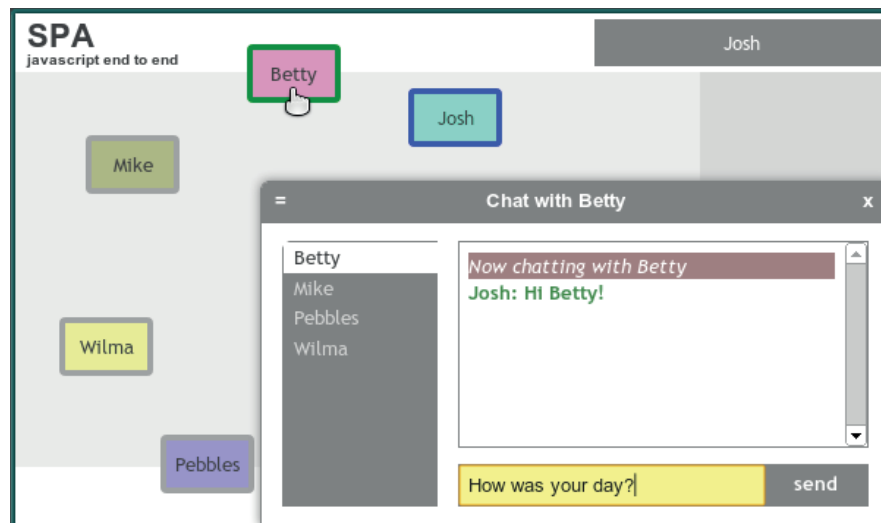 SPA
javascript end to end
Josh
Betty
Josh
Mike
Wilma
Pebbles
= Chat with Betty x
Betty
Mike
Pebbles
Wilma
Now chatting with Betty
Josh: Hi Betty!
How was your day?
send